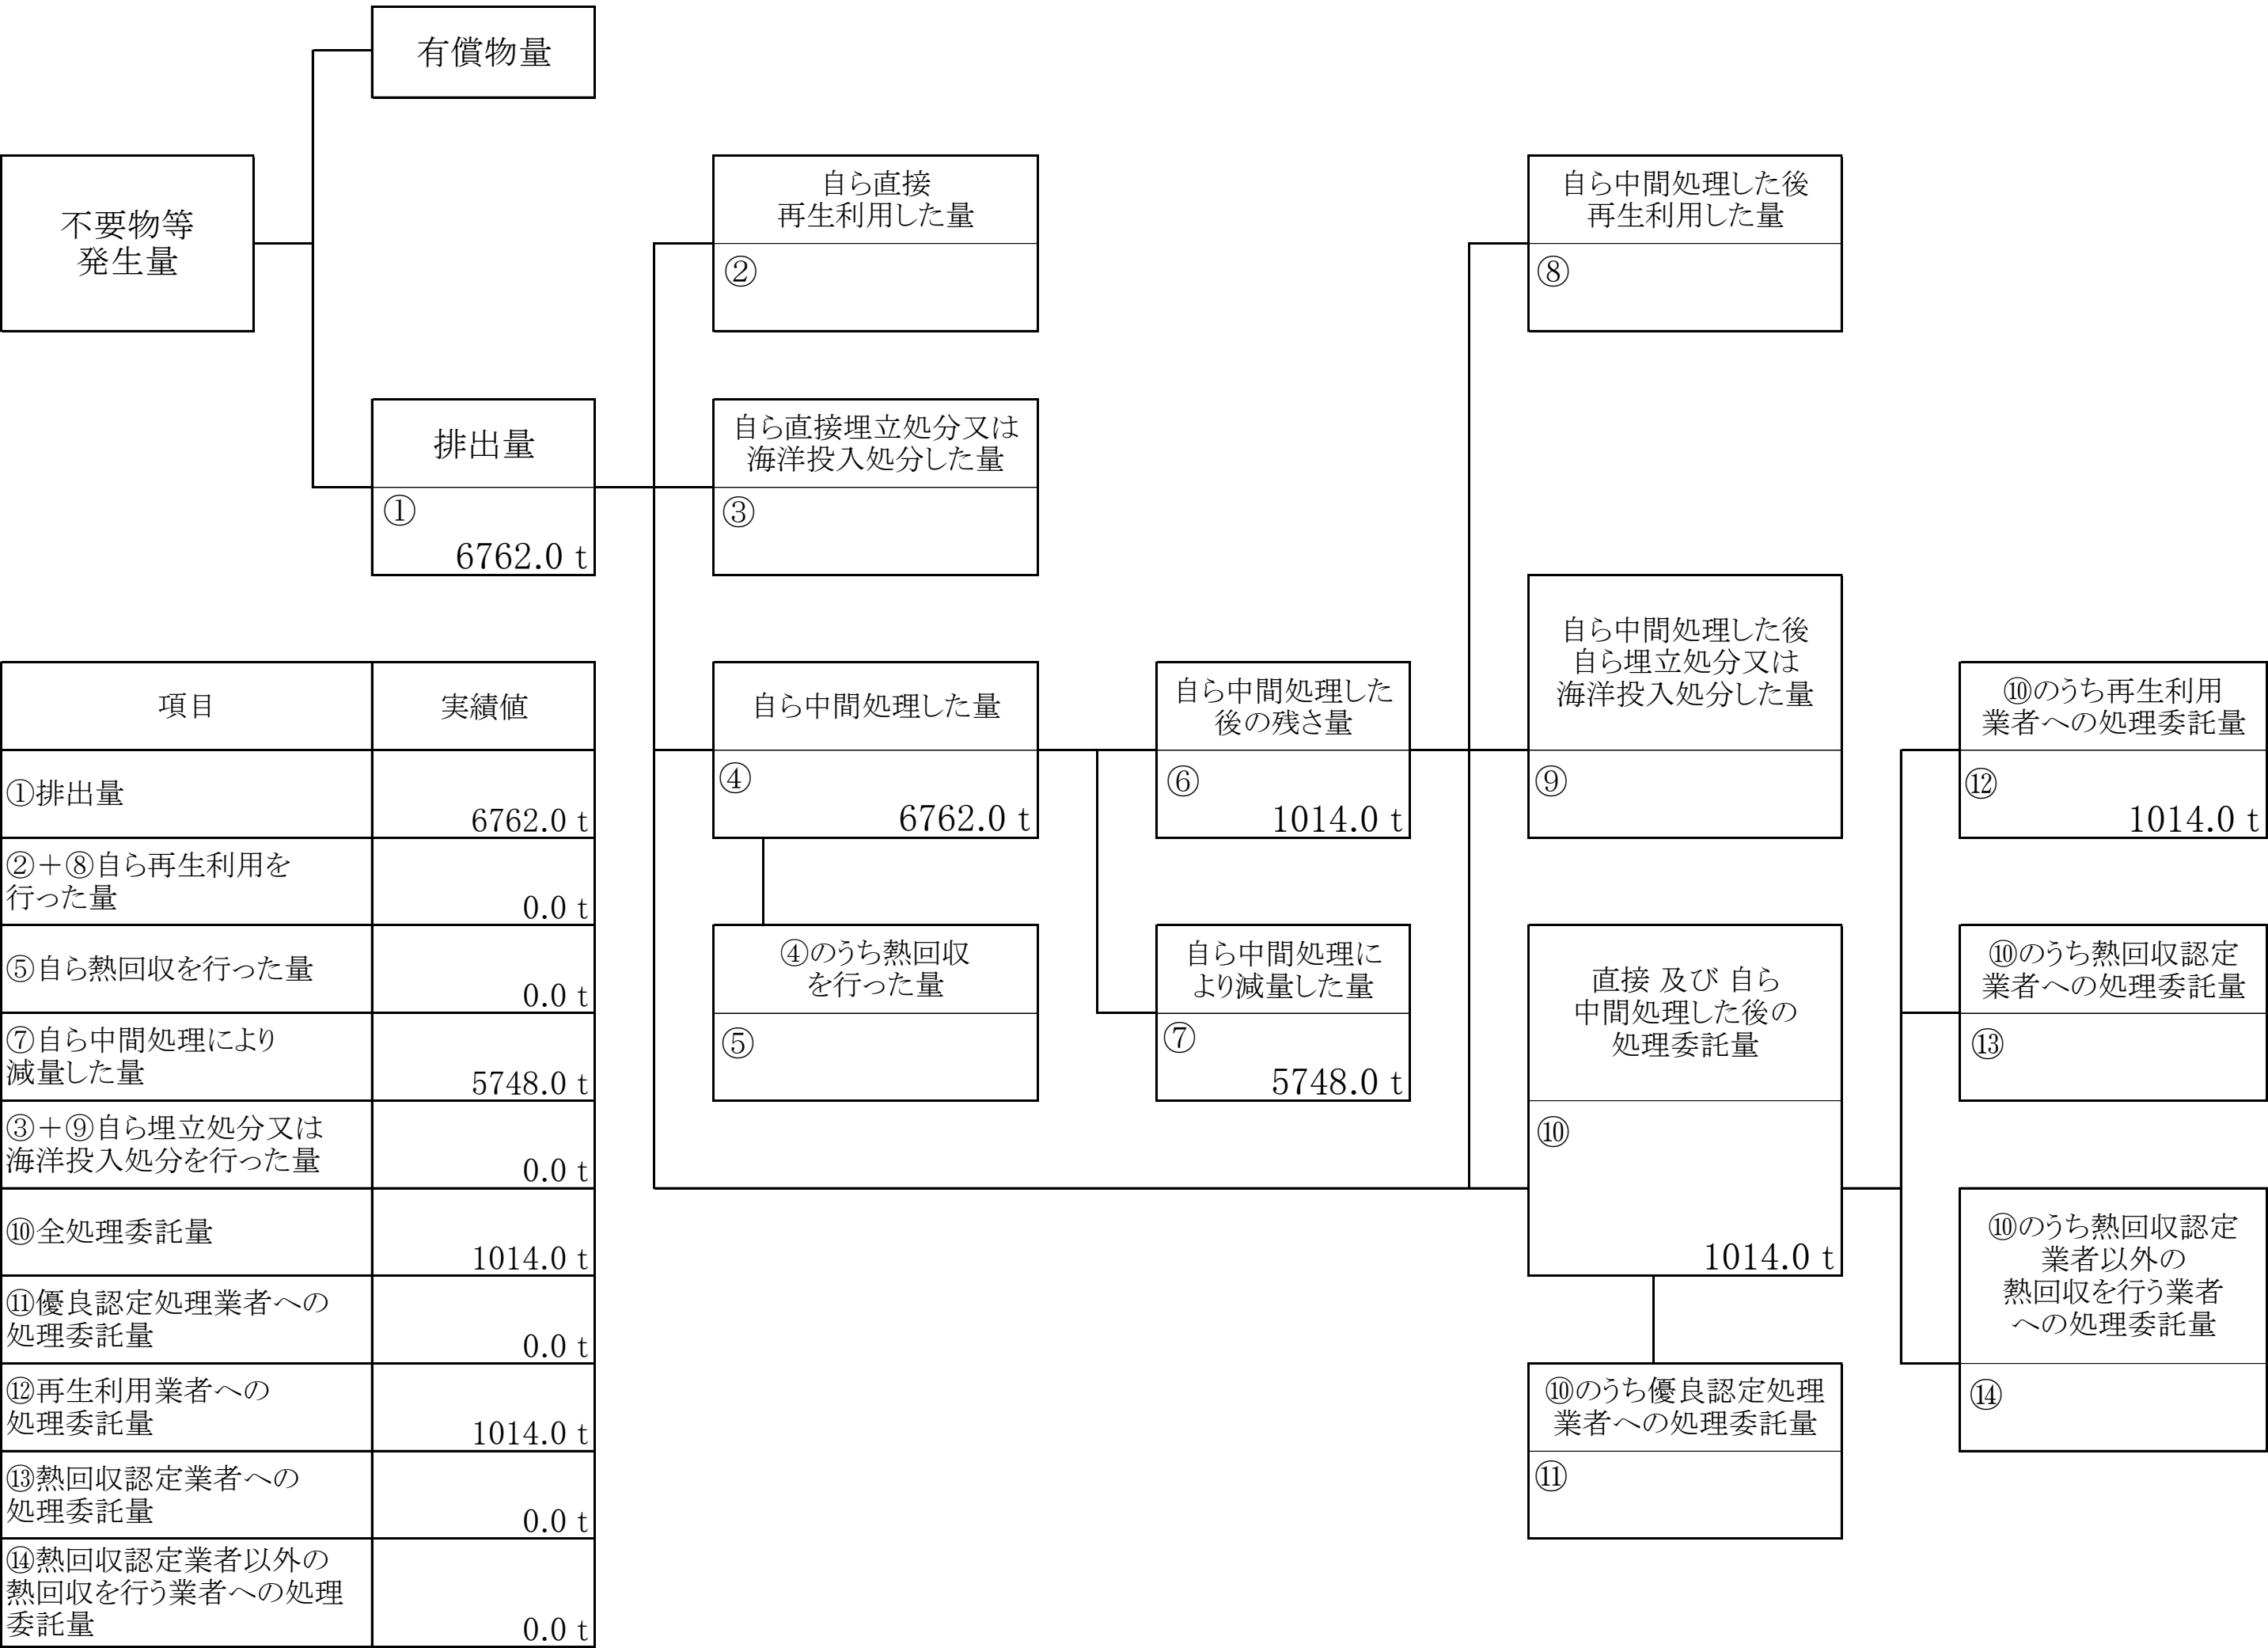 有償物量
不要物等
発生量
自ら直接
再生利用した量
②
自ら中間処理した後
再生利用した量
⑧
排出量
①
6762.0 t
自ら直接埋立処分又は
海洋投入処分した量
③
自ら中間処理した量
④
6762.0 t
自ら中間処理した
後の残さ量
⑥
1014.0 t
自ら中間処理した後
自ら埋立処分又は
海洋投入処分した量
⑨
⑩のうち再生利用
業者への処理委託量
⑫
1014.0 t
④のうち熱回収
を行った量
⑤
自ら中間処理に
より減量した量
⑦
5748.0 t
直接 及び 自ら
中間処理した後の
処理委託量
⑩
1014.0 t
⑩のうち熱回収認定
業者への処理委託量
⑬
⑩のうち熱回収認定
業者以外の
熱回収を行う業者
への処理委託量
⑭
⑩のうち優良認定処理
業者への処理委託量
⑪
項目
実績値
①排出量
6762.0 t
②＋⑧自ら再生利用を
行った量
0.0 t
⑤自ら熱回収を行った量
0.0 t
⑦自ら中間処理により
減量した量
5748.0 t
③＋⑨自ら埋立処分又は
海洋投入処分を行った量
0.0 t
⑩全処理委託量
1014.0 t
⑪優良認定処理業者への
処理委託量
0.0 t
⑫再生利用業者への
処理委託量
1014.0 t
⑬熱回収認定業者への
処理委託量
0.0 t
⑭熱回収認定業者以外の
熱回収を行う業者への処理
委託量
0.0 t